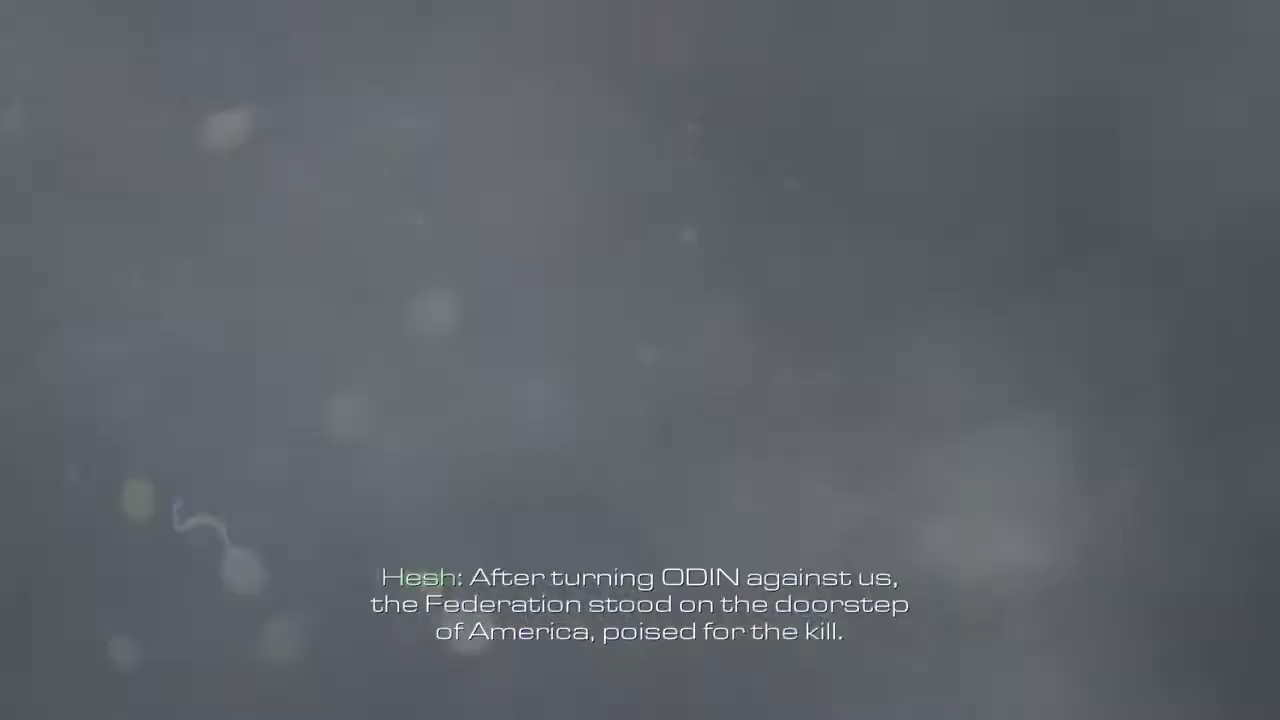 Hesh: After turning ODIN against us,
the Federation stood on the doorstep
of America, poised for the kill.